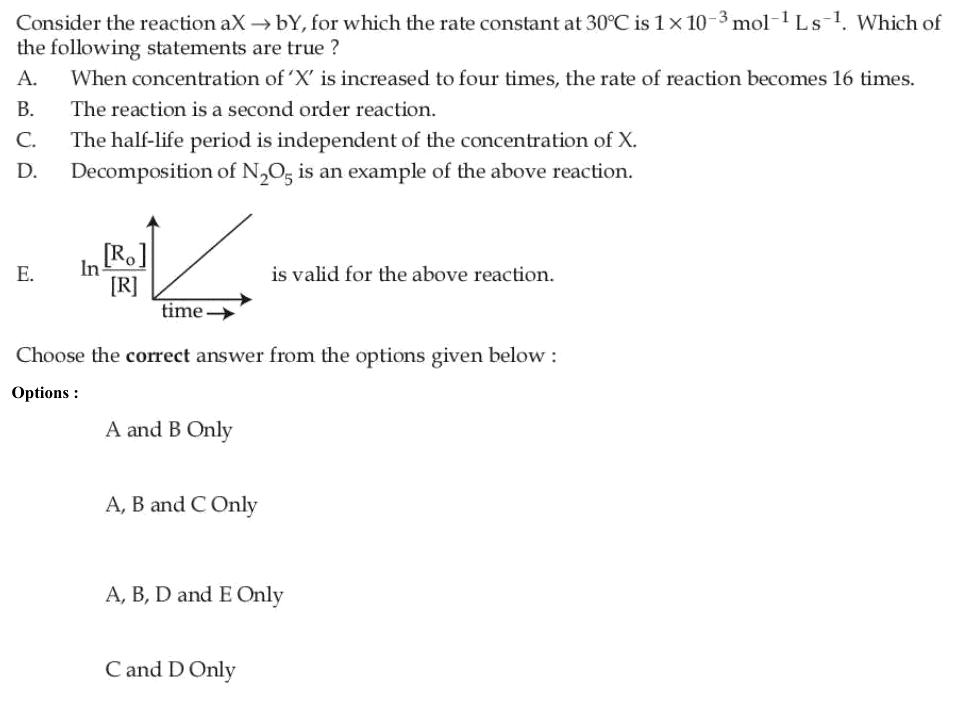 Consider the reaction aX → bY, for which the rate constant at 30°C is 1 × 10⁻³ mol⁻¹ L s⁻¹. Which of
the following statements are true ?
A. When concentration of 'X' is increased to four times, the rate of reaction becomes 16 times.
B. The reaction is a second order reaction.
C. The half-life period is independent of the concentration of X.
D. Decomposition of N₂O₅ is an example of the above reaction.
E. ln [Rₒ]/[R] time → is valid for the above reaction.
Choose the correct answer from the options given below :
Options :
A and B Only
A, B and C Only
A, B, D and E Only
C and D Only